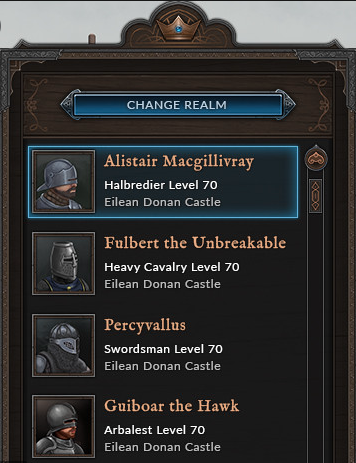 CHANGE REALM
Alistair Macgillivray
Halbredier Level 70
Eilean Donan Castle
Fulbert the Unbreakable
Heavy Cavalry Level 70
Eilean Donan Castle
Percyvallus
Swordsman Level 70
Eilean Donan Castle
Guiboar the Hawk
Arbalest Level 70
Eilean Donan Castle